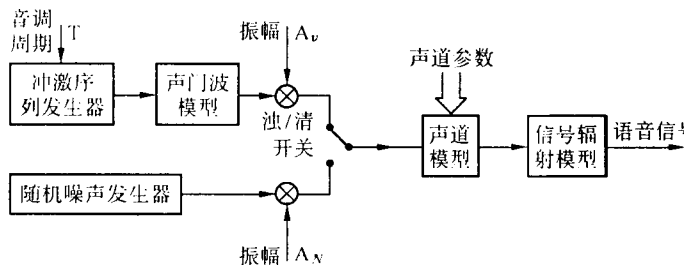 音调
周期
T
振幅
A_v
冲激序
列发生器
声门波
模型
浊/清
开关
声道参数
声道
模型
信号辐
射模型
语音信号
随机噪声发生器
振幅
A_N